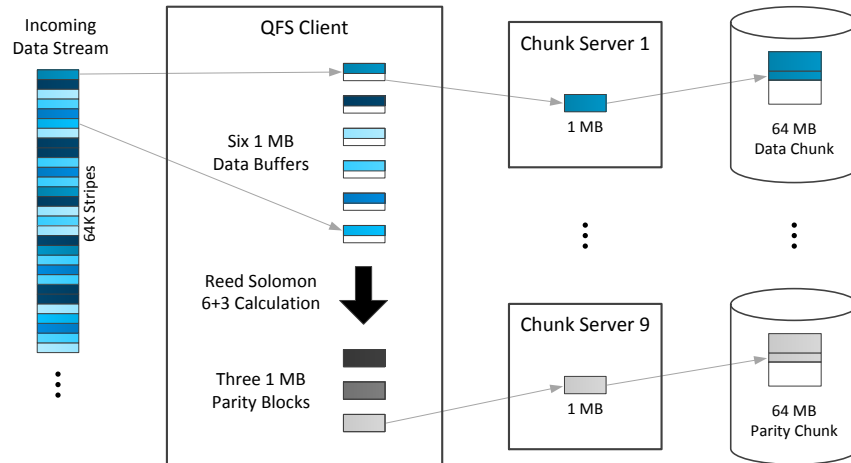 Incoming
Data Stream
64K Stripes
QFS Client
Six 1 MB
Data Buffers
Reed Solomon
6+3 Calculation
Three 1 MB
Parity Blocks
Chunk Server 1
1 MB
64 MB
Data Chunk
Chunk Server 9
1 MB
64 MB
Parity Chunk